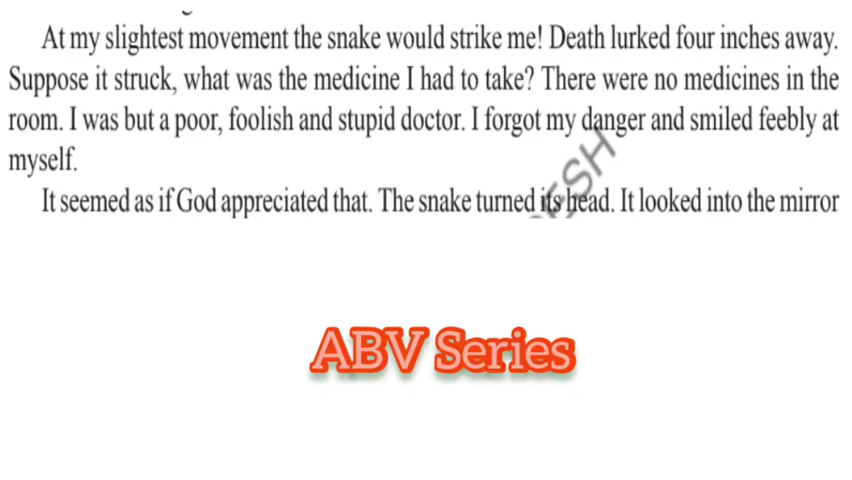 At my slightest movement the snake would strike me! Death lurked four inches away.
Suppose it struck, what was the medicine I had to take? There were no medicines in the
room. I was but a poor, foolish and stupid doctor. I forgot my danger and smiled feebly at
myself.
It seemed as if God appreciated that. The snake turned its head. It looked into the mirror
ABV Series